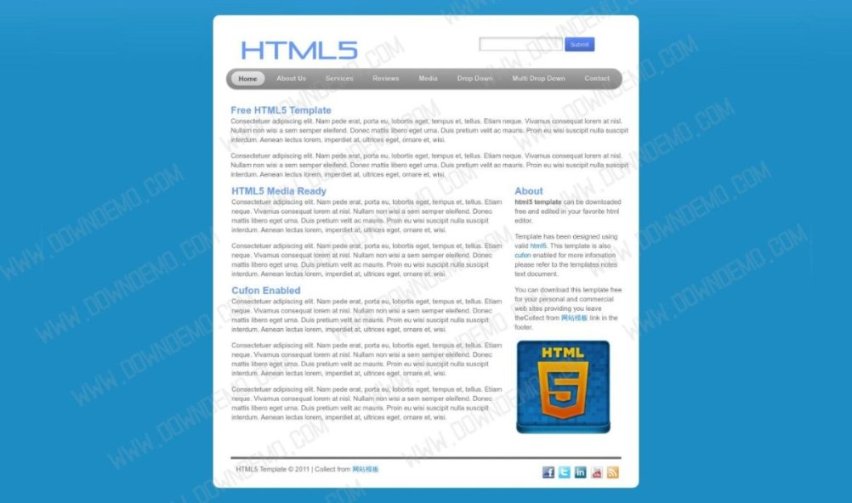 HTML5
Submit
Home About Us Services Reviews Media Drop Down Multi Drop Down Contact
Free HTML5 Template
Consectetuer adipiscing elit. Nam pede erat, porta eu, lobortis eget, tempus et, tellus. Etiam neque. Vivamus consequat lorem at nisl.
Nullam non wisi a sem semper eleifend. Donec mattis libero eget urna. Duis pretium velit ac mauris. Proin eu wisi suscipit nulla suscipit
interdum. Aenean lectus lorem, imperdiet at, ultrices eget, ornare et, wisi.
Consectetuer adipiscing elit. Nam pede erat, porta eu, lobortis eget, tempus et, tellus. Etiam neque. Vivamus consequat lorem at nisl.
Nullam non wisi a sem semper eleifend. Donec mattis libero eget urna. Duis pretium velit ac mauris. Proin eu wisi suscipit nulla suscipit
interdum. Aenean lectus lorem, imperdiet at, ultrices eget, ornare et, wisi.
HTML5 Media Ready
Consectetuer adipiscing elit. Nam pede erat, porta eu, lobortis eget, tempus et, tellus. Etiam
neque. Vivamus consequat lorem at nisl. Nullam non wisi a sem semper eleifend. Donec
mattis libero eget urna. Duis pretium velit ac mauris. Proin eu wisi suscipit nulla suscipit
interdum. Aenean lectus lorem, imperdiet at, ultrices eget, ornare et, wisi.
Consectetuer adipiscing elit. Nam pede erat, porta eu, lobortis eget, tempus et, tellus. Etiam
neque. Vivamus consequat lorem at nisl. Nullam non wisi a sem semper eleifend. Donec
mattis libero eget urna. Duis pretium velit ac mauris. Proin eu wisi suscipit nulla suscipit
interdum. Aenean lectus lorem, imperdiet at, ultrices eget, ornare et, wisi.
Cufon Enabled
Consectetuer adipiscing elit. Nam pede erat, porta eu, lobortis eget, tempus et, tellus. Etiam
neque. Vivamus consequat lorem at nisl. Nullam non wisi a sem semper eleifend. Donec
mattis libero eget urna. Duis pretium velit ac mauris. Proin eu wisi suscipit nulla suscipit
interdum. Aenean lectus lorem, imperdiet at, ultrices eget, ornare et, wisi.
Consectetuer adipiscing elit. Nam pede erat, porta eu, lobortis eget, tempus et, tellus. Etiam
neque. Vivamus consequat lorem at nisl. Nullam non wisi a sem semper eleifend. Donec
mattis libero eget urna. Duis pretium velit ac mauris. Proin eu wisi suscipit nulla suscipit
interdum. Aenean lectus lorem, imperdiet at, ultrices eget, ornare et, wisi.
Consectetuer adipiscing elit. Nam pede erat, porta eu, lobortis eget, tempus et, tellus. Etiam
neque. Vivamus consequat lorem at nisl. Nullam non wisi a sem semper eleifend. Donec
mattis libero eget urna. Duis pretium velit ac mauris. Proin eu wisi suscipit nulla suscipit
interdum. Aenean lectus lorem, imperdiet at, ultrices eget, ornare et, wisi.
About
html5 template can be downloaded
free and edited in your favorite html
editor.
Template has been designed using
valid html5. This template is also
cufon enabled for more infomation
please refer to the templates notes
text document.
You can download this template free
for your personal and commercial
web sites providing you leave
theCollect from 网站模板 link in the
footer.
HTML
5
HTML5 Template © 2011 | Collect from 网站模板
WWW.DOWNDEMO.COM